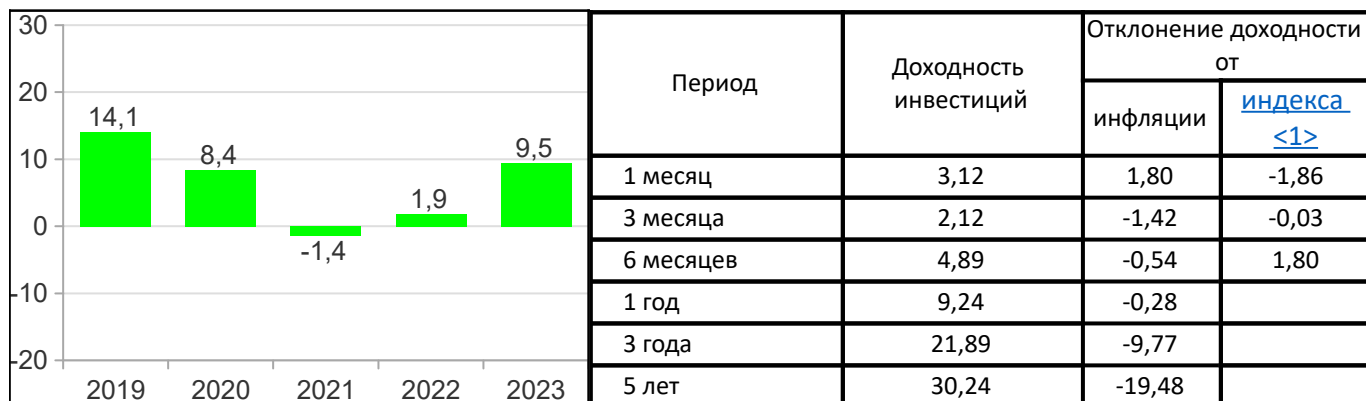 30
20
10
0
-10
-20
14,1
8,4
-1,4
1,9
9,5
2019 2020 2021 2022 2023
Период
Доходность
инвестиций
Отклонение доходности
от
инфляции
индекса
<1>
1 месяц 3,12 1,80 -1,86
3 месяца 2,12 -1,42 -0,03
6 месяцев 4,89 -0,54 1,80
1 год 9,24 -0,28
3 года 21,89 -9,77
5 лет 30,24 -19,48